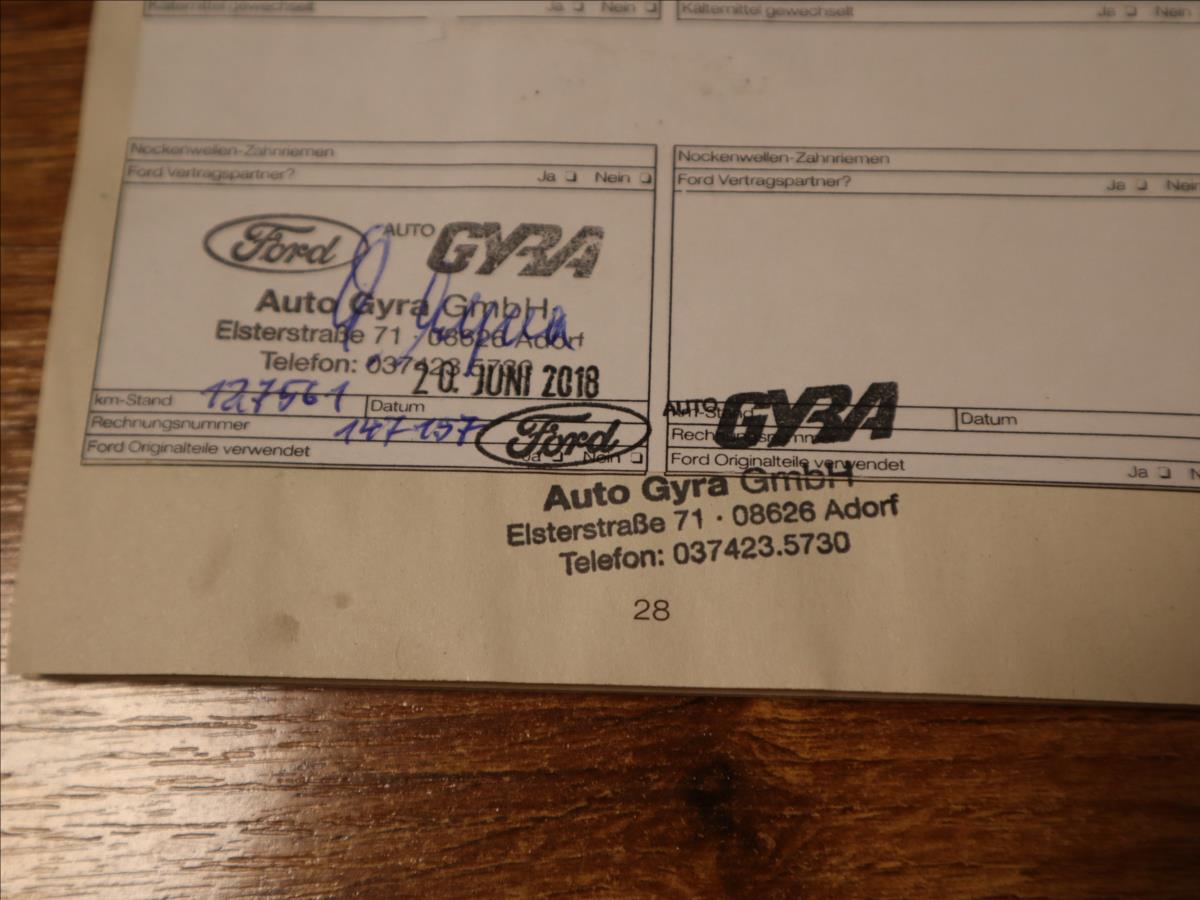 Kältemittel gewechselt Ja ❏ Nein ❏
Kältemittel gewechselt Ja ❏ Nein
Nockenwellen-Zahnriemen
Ford Vertragspartner? Ja ❏ Nein ❏
Ford AUTO GYRA
Auto Gyra GmbH
Elsterstraße 71 · 08626 Adorf
Telefon: 037423.5730
20. JUNI 2018
km-Stand 127561 Datum
Rechnungsnummer 147157
Ford Originalteile verwendet Ja ❏ Nein ❏
Nockenwellen-Zahnriemen
Ford Vertragspartner? Ja ❏ Nein
km-Stand Datum
Rechnungsnummer
Ford Originalteile verwendet Ja ❏ N
Ford AUTO GYRA
Auto Gyra GmbH
Elsterstraße 71 · 08626 Adorf
Telefon: 037423.5730
28